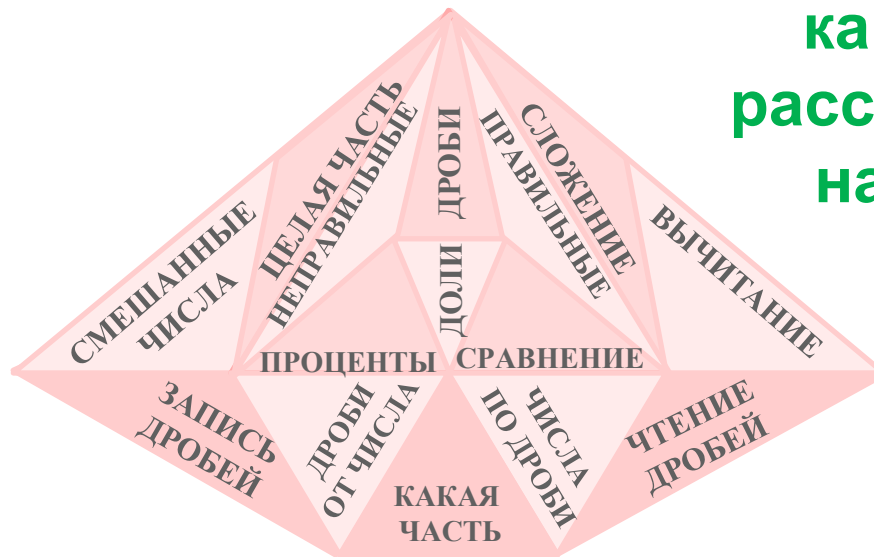 ка
расс
на
ЦЕЛАЯ ЧАСТЬ
НЕПРАВИЛЬНЫЕ
ДРОБИ
СЛОЖЕНИЕ
ПРАВИЛЬНЫЕ
СМЕШАННЫЕ
ЧИСЛА
ДОЛИ
ВЫЧИТАНИЕ
ПРОЦЕНТЫ
СРАВНЕНИЕ
ЗАПИСЬ
ДРОБЕЙ
ДРОБИ
ОТ ЧИСЛА
КАКАЯ
ЧАСТЬ
ЧИСЛА
ПО ДРОБИ
ЧТЕНИЕ
ДРОБЕЙ